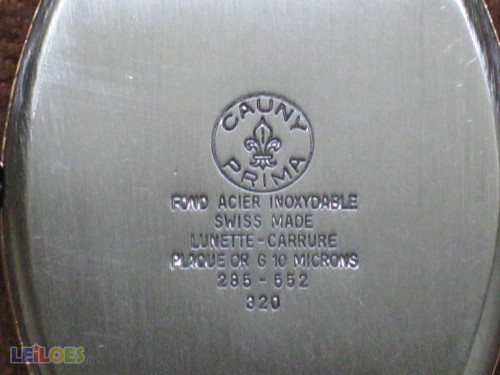 CAUNY
PRIMA
FOND ACIER INOXYDABLE
SWISS MADE
LUNETTE-CARRURE
PLAQUE OR G 10 MICRONS
285-552
320
LEiLOES